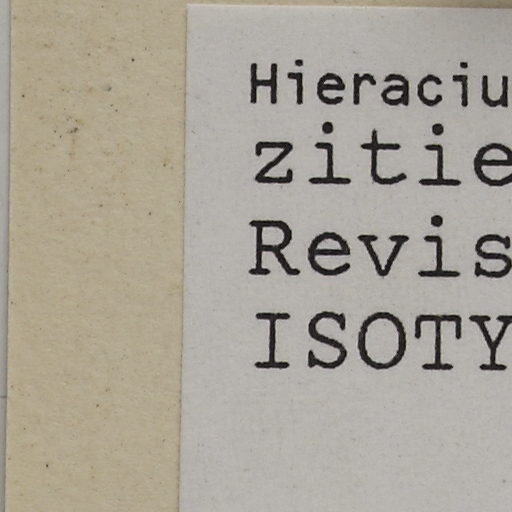 Hieraciu
zitie
Revis
ISOTY